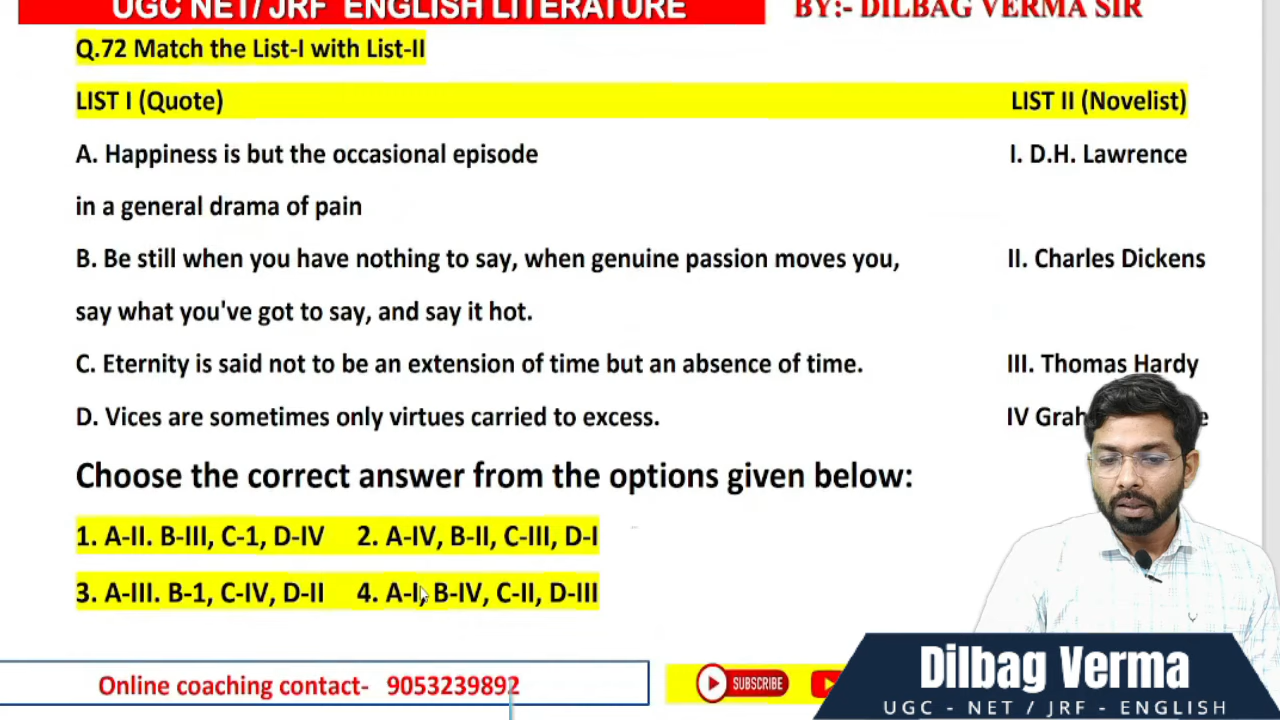 UGC NET/ JRF ENGLISH LITERATURE BY:- DILBAG VERMA SIR
Q.72 Match the List-I with List-II
LIST I (Quote) LIST II (Novelist)
A. Happiness is but the occasional episode I. D.H. Lawrence
in a general drama of pain
B. Be still when you have nothing to say, when genuine passion moves you, II. Charles Dickens
say what you've got to say, and say it hot.
C. Eternity is said not to be an extension of time but an absence of time. III. Thomas Hardy
D. Vices are sometimes only virtues carried to excess. IV
Choose the correct answer from the options given below:
1. A-II. B-III, C-1, D-IV 2. A-IV, B-II, C-III, D-I
3. A-III. B-1, C-IV, D-II 4. A-I, B-IV, C-II, D-III
Online coaching contact- 9053239892
SUBSCRIBE
Dilbag Verma
UGC - NET / JRF - ENGLISH